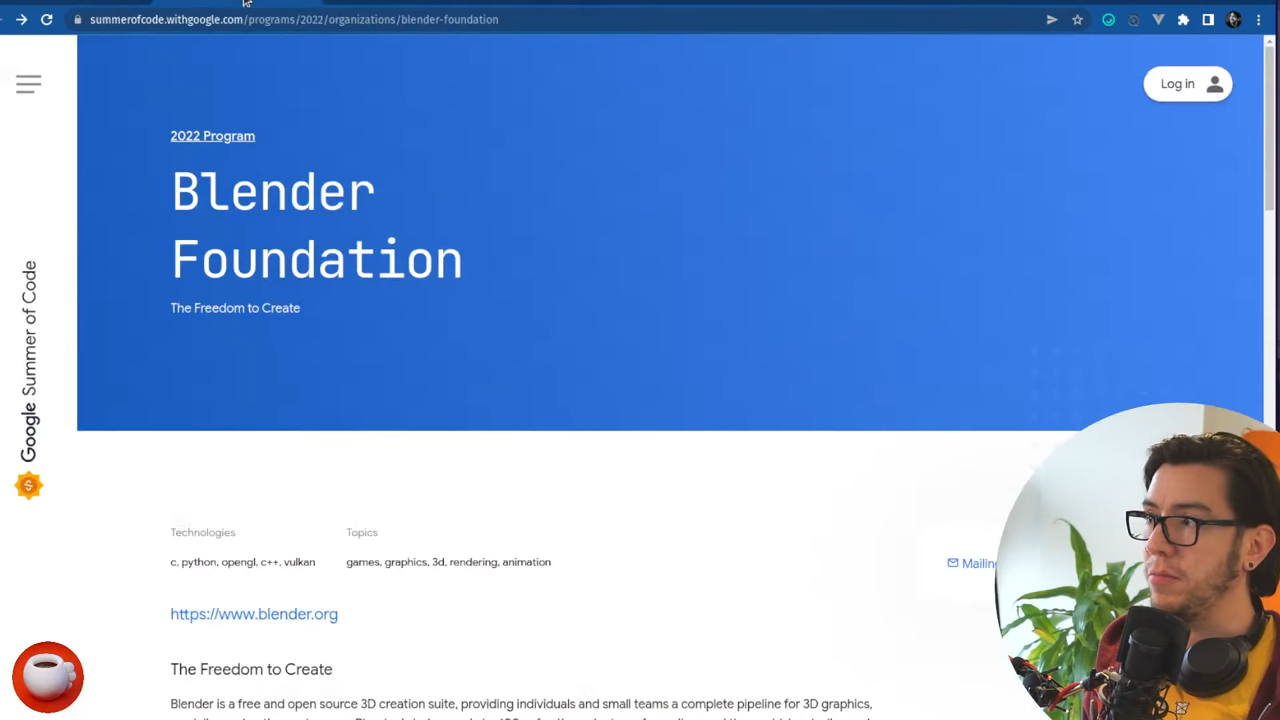 summerofcode.withgoogle.com/programs/2022/organizations/blender-foundation
Log in
2022 Program
Blender
Foundation
The Freedom to Create
Google Summer of Code
Technologies
Topics
c, python, opengl, c++, vulkan
games, graphics, 3d, rendering, animation
Mailing
https://www.blender.org
The Freedom to Create
Blender is a free and open source 3D creation suite, providing individuals and small teams a complete pipeline for 3D graphics,